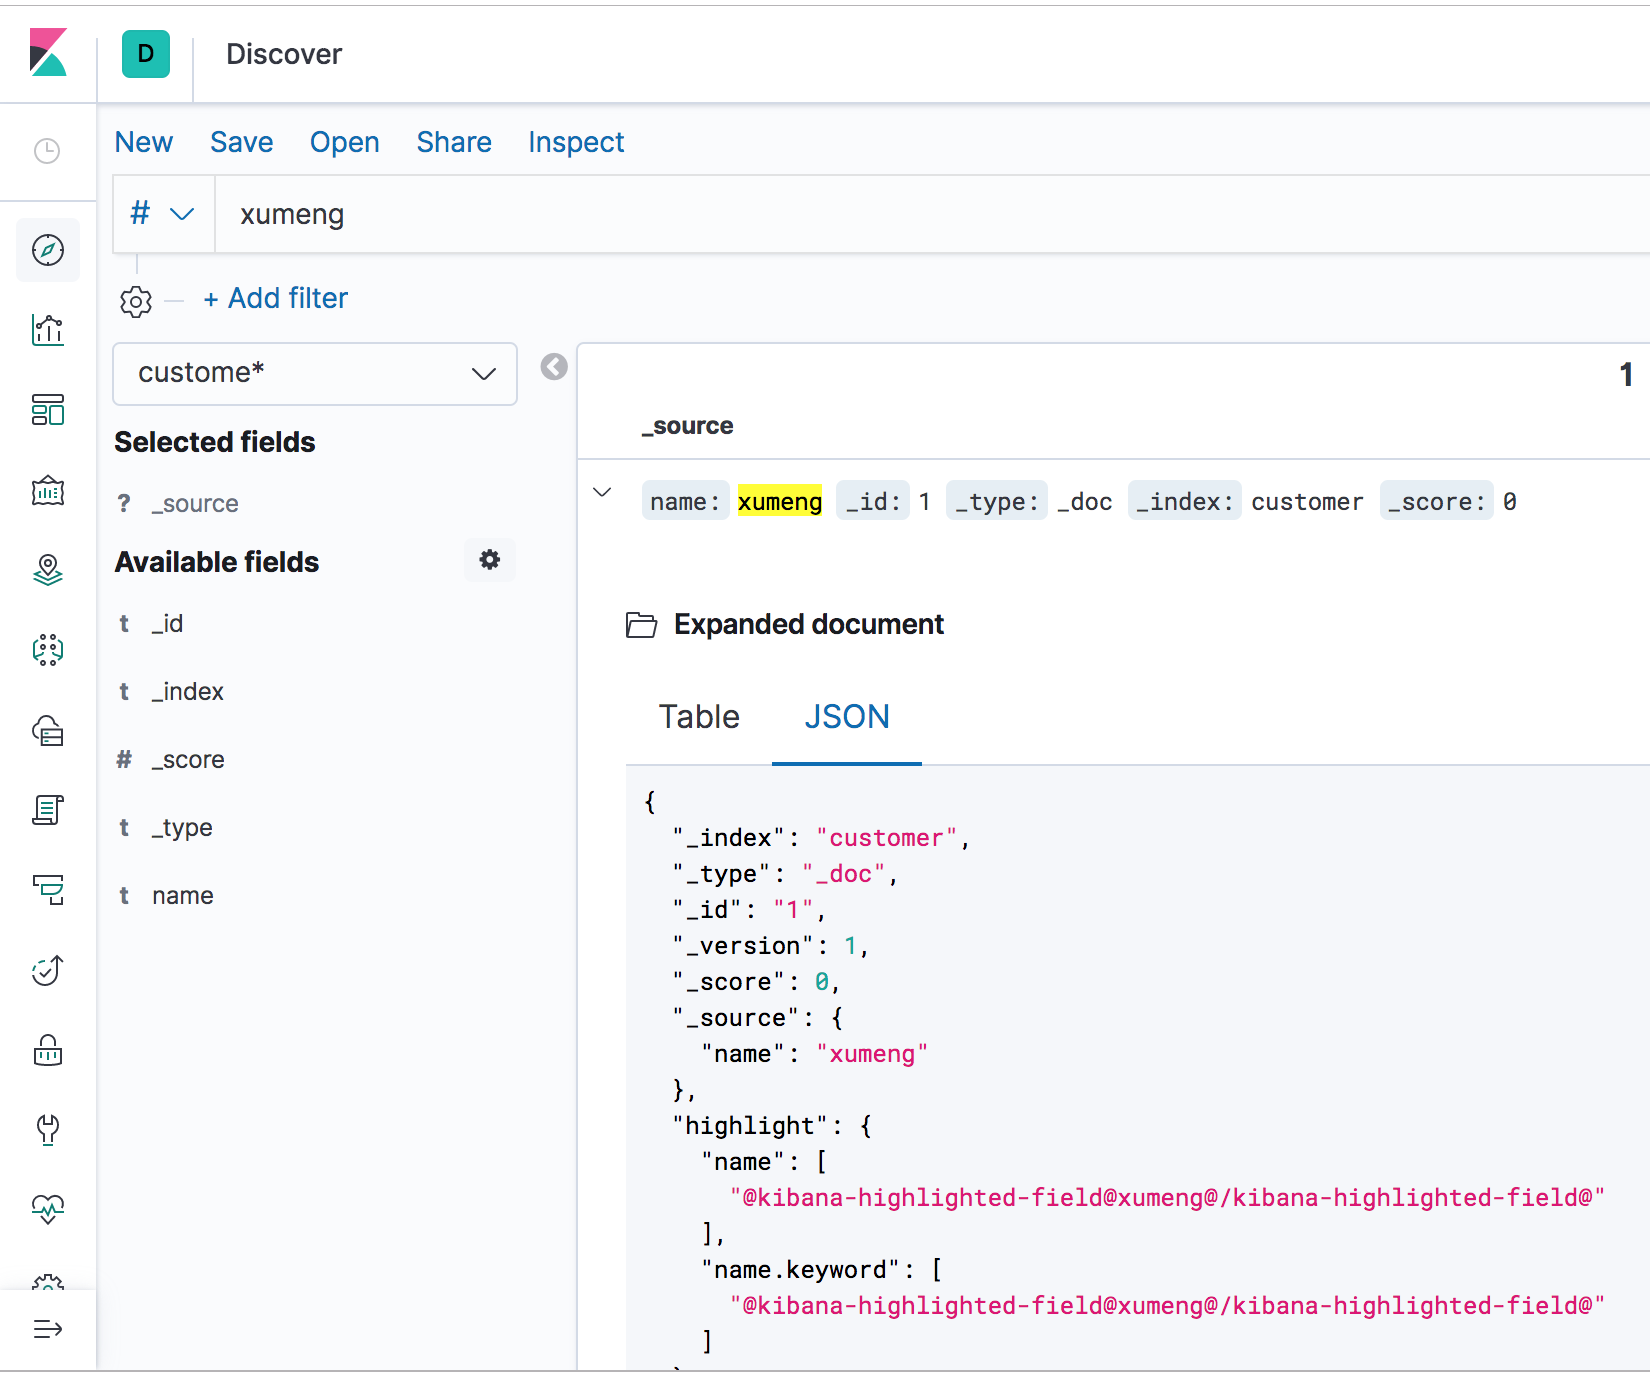 D Discover
New Save Open Share Inspect
# xumeng
+ Add filter
custome*
1
Selected fields
? _source
Available fields
t _id
t _index
# _score
t _type
t name
_source
name: xumeng _id: 1 _type: _doc _index: customer _score: 0
Expanded document
Table JSON
{
"_index": "customer",
"_type": "_doc",
"_id": "1",
"_version": 1,
"_score": 0,
"_source": {
"name": "xumeng"
},
"highlight": {
"name": [
"@kibana-highlighted-field@xumeng@/kibana-highlighted-field@"
],
"name.keyword": [
"@kibana-highlighted-field@xumeng@/kibana-highlighted-field@"
]